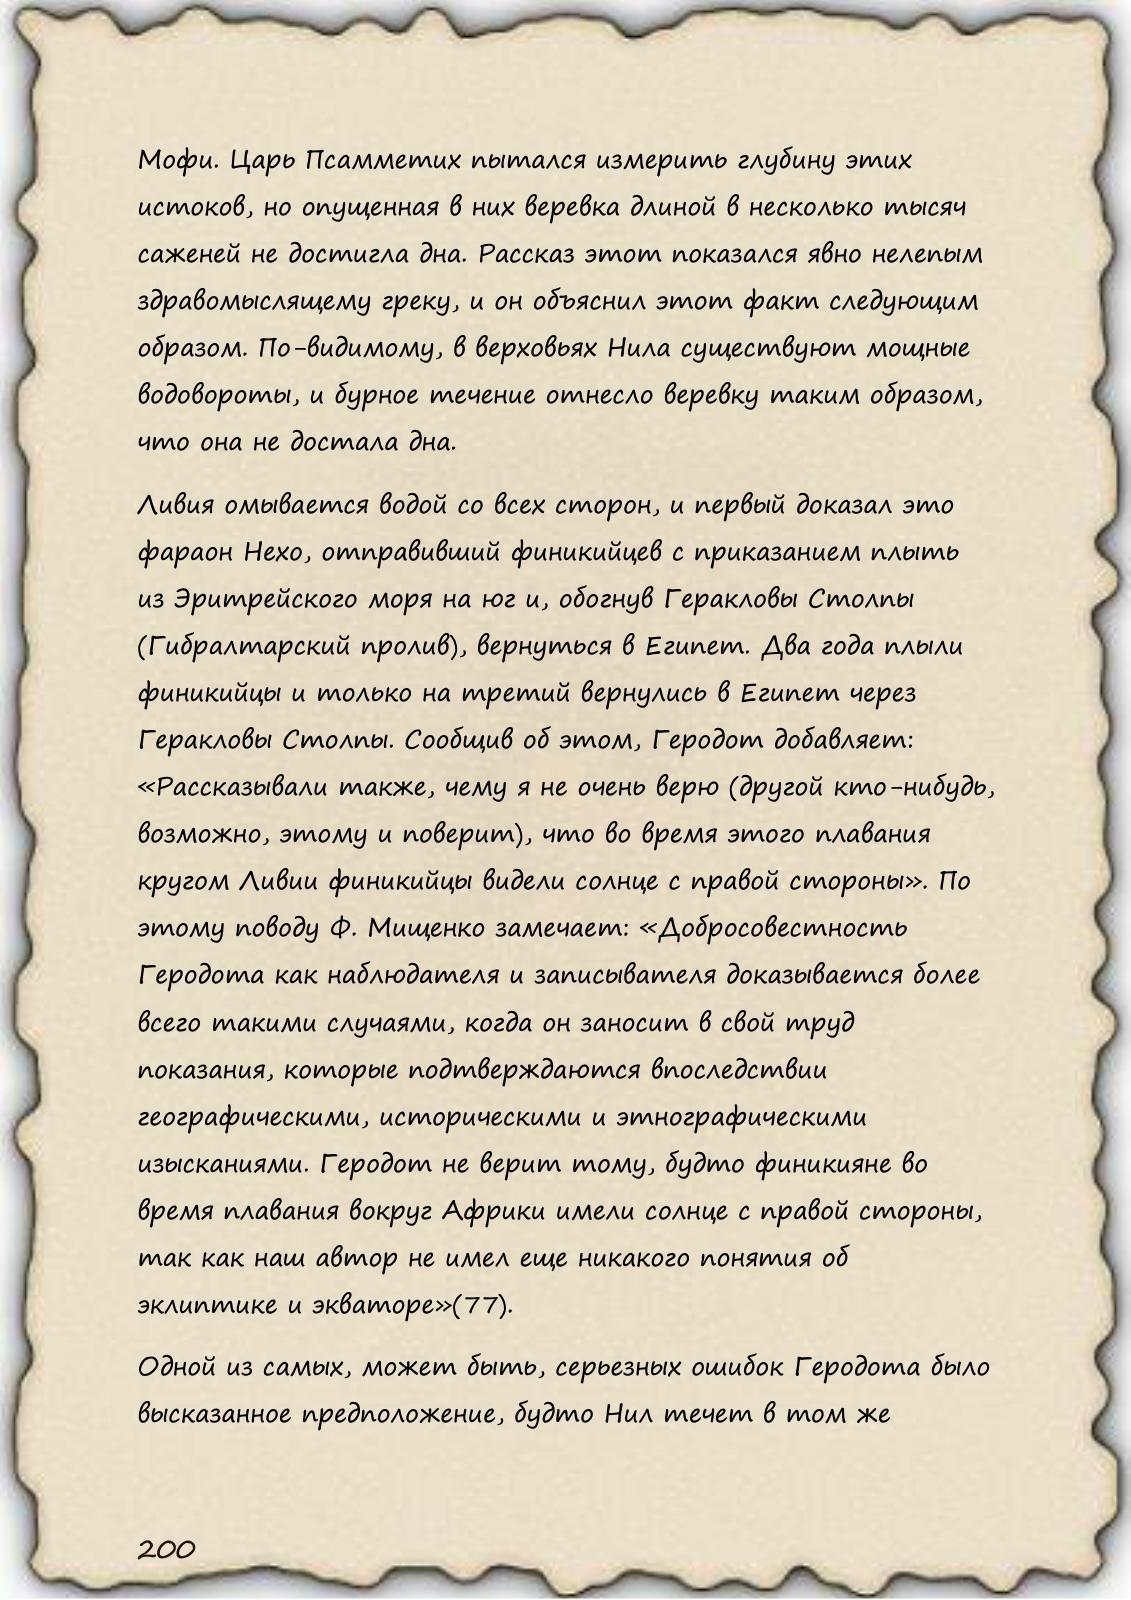 Мофи. Царь Псамметих пытался измерить глубину этих
истоков, но опущенная в них веревка длиной в несколько тысяч
саженей не достигла дна. Рассказ этот показался явно нелепым
здравомыслящему греку, и он объяснил этот факт следующим
образом. По-видимому, в верховьях Нила существуют мощные
водовороты, и бурное течение отнесло веревку таким образом,
что она не достала дна.
Ливия омывается водой со всех сторон, и первый доказал это
фараон Нехо, отправивший финикийцев с приказанием плыть
из Эритрейского моря на юг и, обогнув Геракловы Столпы
(Гибралтарский пролив), вернуться в Египет. Два года плыли
финикийцы и только на третий вернулись в Египет через
Геракловы Столпы. Сообщив об этом, Геродот добавляет:
«Рассказывали также, чему я не очень верю (другой кто-нибудь,
возможно, этому и поверит), что во время этого плавания
кругом Ливии финикийцы видели солнце с правой стороны». По
этому поводу Ф. Мищенко замечает: «Добросовестность
Геродота как наблюдателя и записывателя доказывается более
всего такими случаями, когда он заносит в свой труд
показания, которые подтверждаются впоследствии
географическими, историческими и этнографическими
изысканиями. Геродот не верит тому, будто финикияне во
время плавания вокруг Африки имели солнце с правой стороны,
так как наш автор не имел еще никакого понятия об
эклиптике и экваторе»(77).
Одной из самых, может быть, серьезных ошибок Геродота было
высказанное предположение, будто Нил течет в том же
200